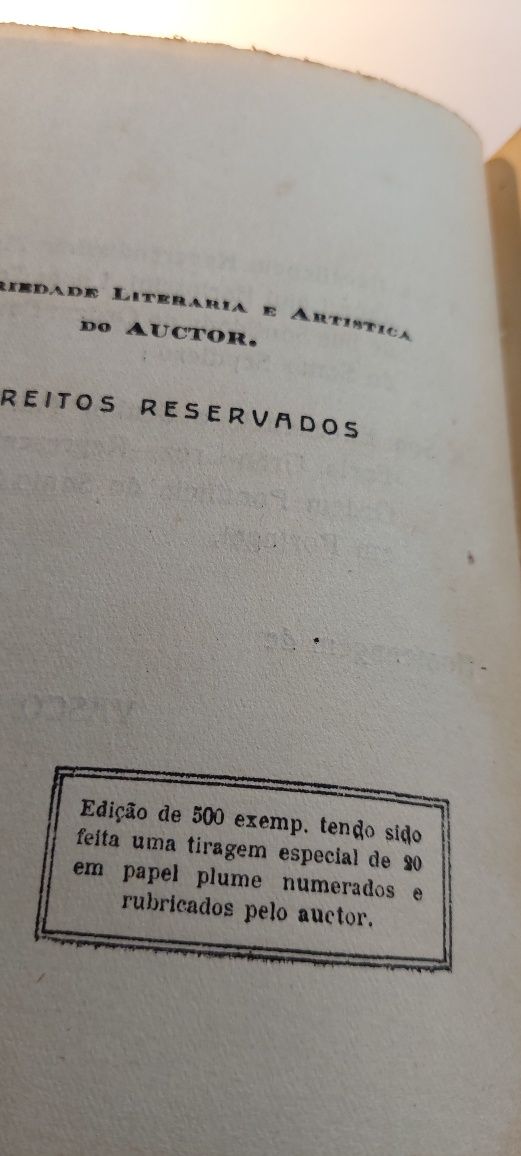 RIEDADE LITERARIA E ARTISTICA
DO AUCTOR.
REITOS RESERVADOS
Edição de 500 exemp. tendo sido
feita uma tiragem especial de 20
em papel plume numerados e
rubricados pelo auctor.